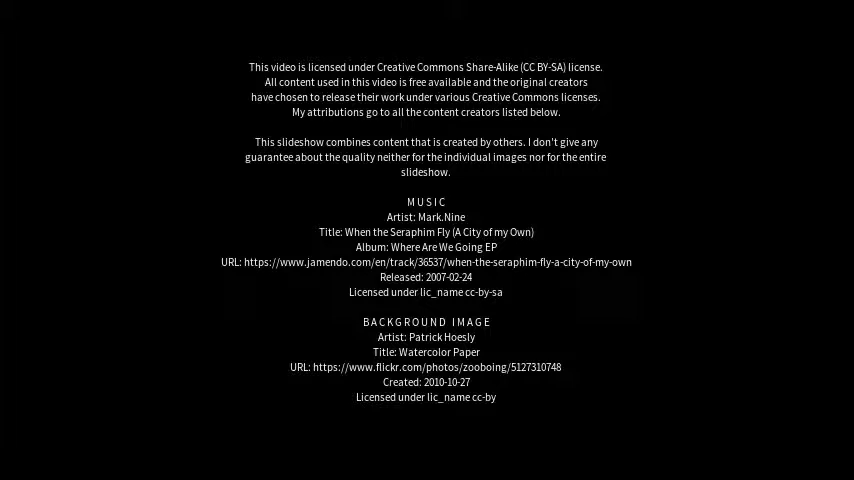 This video is licensed under Creative Commons Share-Alike (CC BY-SA) license.
All content used in this video is free available and the original creators
have chosen to release their work under various Creative Commons licenses.
My attributions go to all the content creators listed below.
This slideshow combines content that is created by others. I don't give any
guarantee about the quality neither for the individual images nor for the entire
slideshow.
M U S I C
Artist: Mark.Nine
Title: When the Seraphim Fly (A City of my Own)
Album: Where Are We Going EP
URL: https://www.jamendo.com/en/track/36537/when-the-seraphim-fly-a-city-of-my-own
Released: 2007-02-24
Licensed under lic_name cc-by-sa
B A C K G R O U N D   I M A G E
Artist: Patrick Hoesly
Title: Watercolor Paper
URL: https://www.flickr.com/photos/zooboing/5127310748
Created: 2010-10-27
Licensed under lic_name cc-by